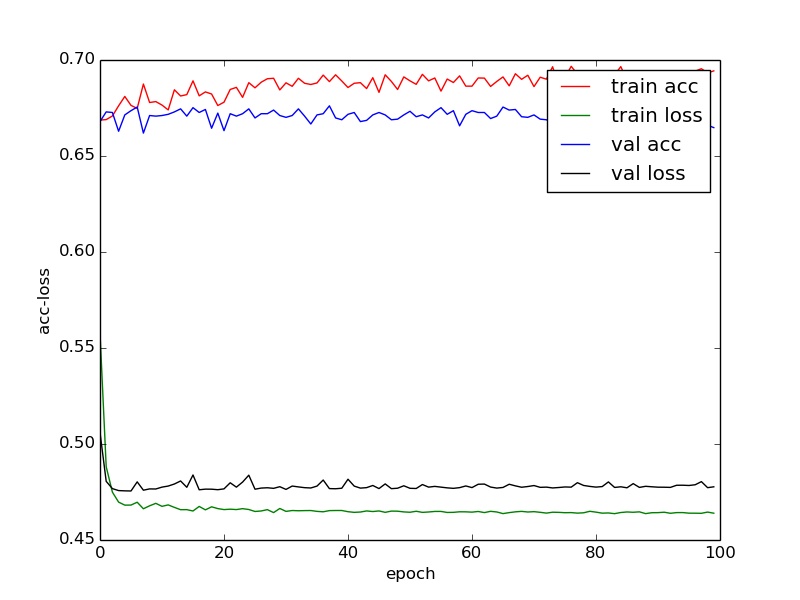 0.70
0.65
0.60
0.55
0.50
0.45
acc-loss
train acc
train loss
val acc
val loss
0 20 40 60 80 100
epoch